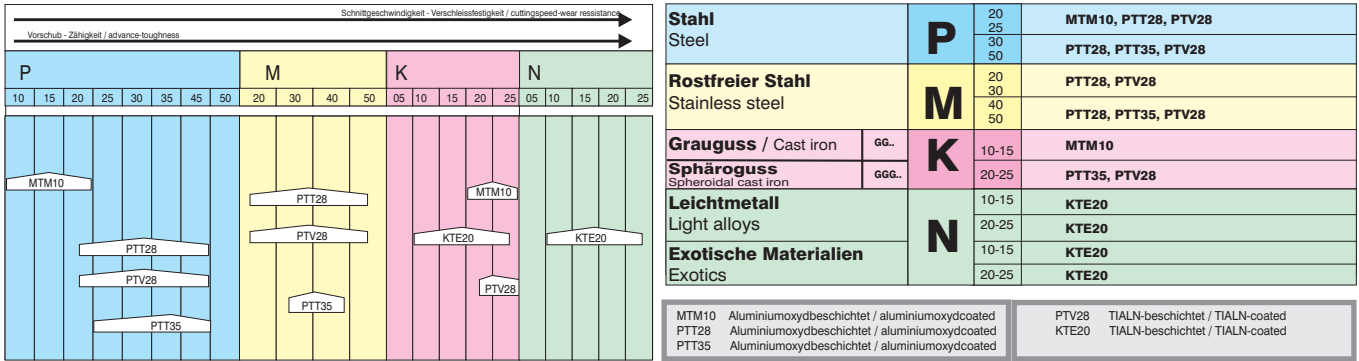 Schnittgeschwindigkeit - Verschleissfestigkeit / cuttingspeed-wear ressistance
Vorschub - Zähigkeit / advance-toughness
P M K N
10 15 20 25 35 45 50 20 30 40 50 05 10 15 20 25 05 10 15 20 25
MTM10 MTM10
PTT28
PTV28 KTE20 KTE20
PTT28
PTV28 PTV28
PTT35
PTT35
Stahl
Steel
P
20
25
MTM10, PTT28, PTV28
30
50
PTT28, PTT35, PTV28
Rostfreier Stahl
Stainless steel
M
20
30
PTT28, PTV28
40
50
PTT28, PTT35, PTV28
Grauguss / Cast iron GG..
K
10-15 MTM10
Sphäroguss
Spheroidal cast iron
GGG..
20-25 PTT35, PTV28
Leichtmetall
Light alloys
N
10-15 KTE20
20-25 KTE20
Exotische Materialien
Exotics
10-15 KTE20
20-25 KTE20
MTM10 Aluminiumoxydbeschichtet / aluminiumoxydcoated
PTT28 Aluminiumoxydbeschichtet / aluminiumoxydcoated
PTT35 Aluminiumoxydbeschichtet / aluminiumoxydcoated
PTV28 TIALN-beschichtet / TIALN-coated
KTE20 TIALN-beschichtet / TIALN-coated